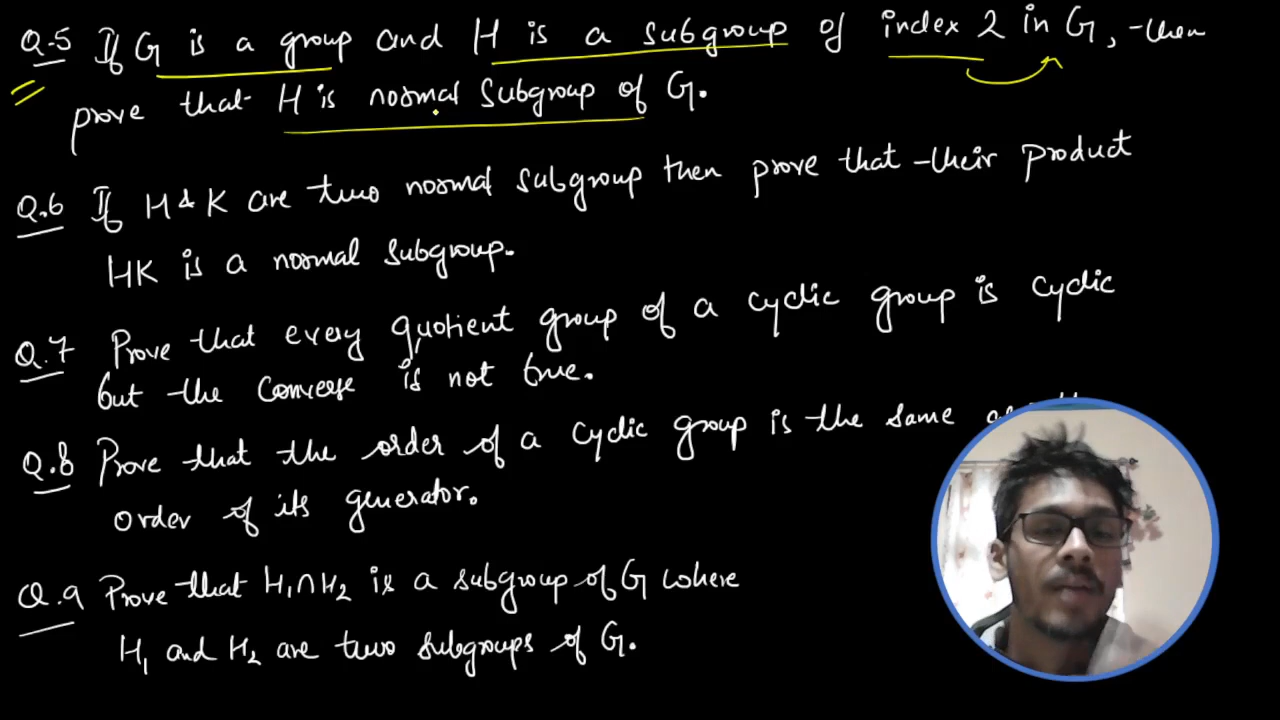 Q.5 If G is a group and H is a subgroup of index 2 in G, then
prove that H is normal subgroup of G.
Q.6 If H & K are two normal subgroup then prove that their product
HK is a normal subgroup.
Q.7 Prove that every quotient group of a cyclic group is cyclic
but the converse is not true.
Q.8 Prove that the order of a cyclic group is the same
order of its generator.
Q.9 Prove that H₁∩H₂ is a subgroup of G where
H₁ and H₂ are two subgroups of G.